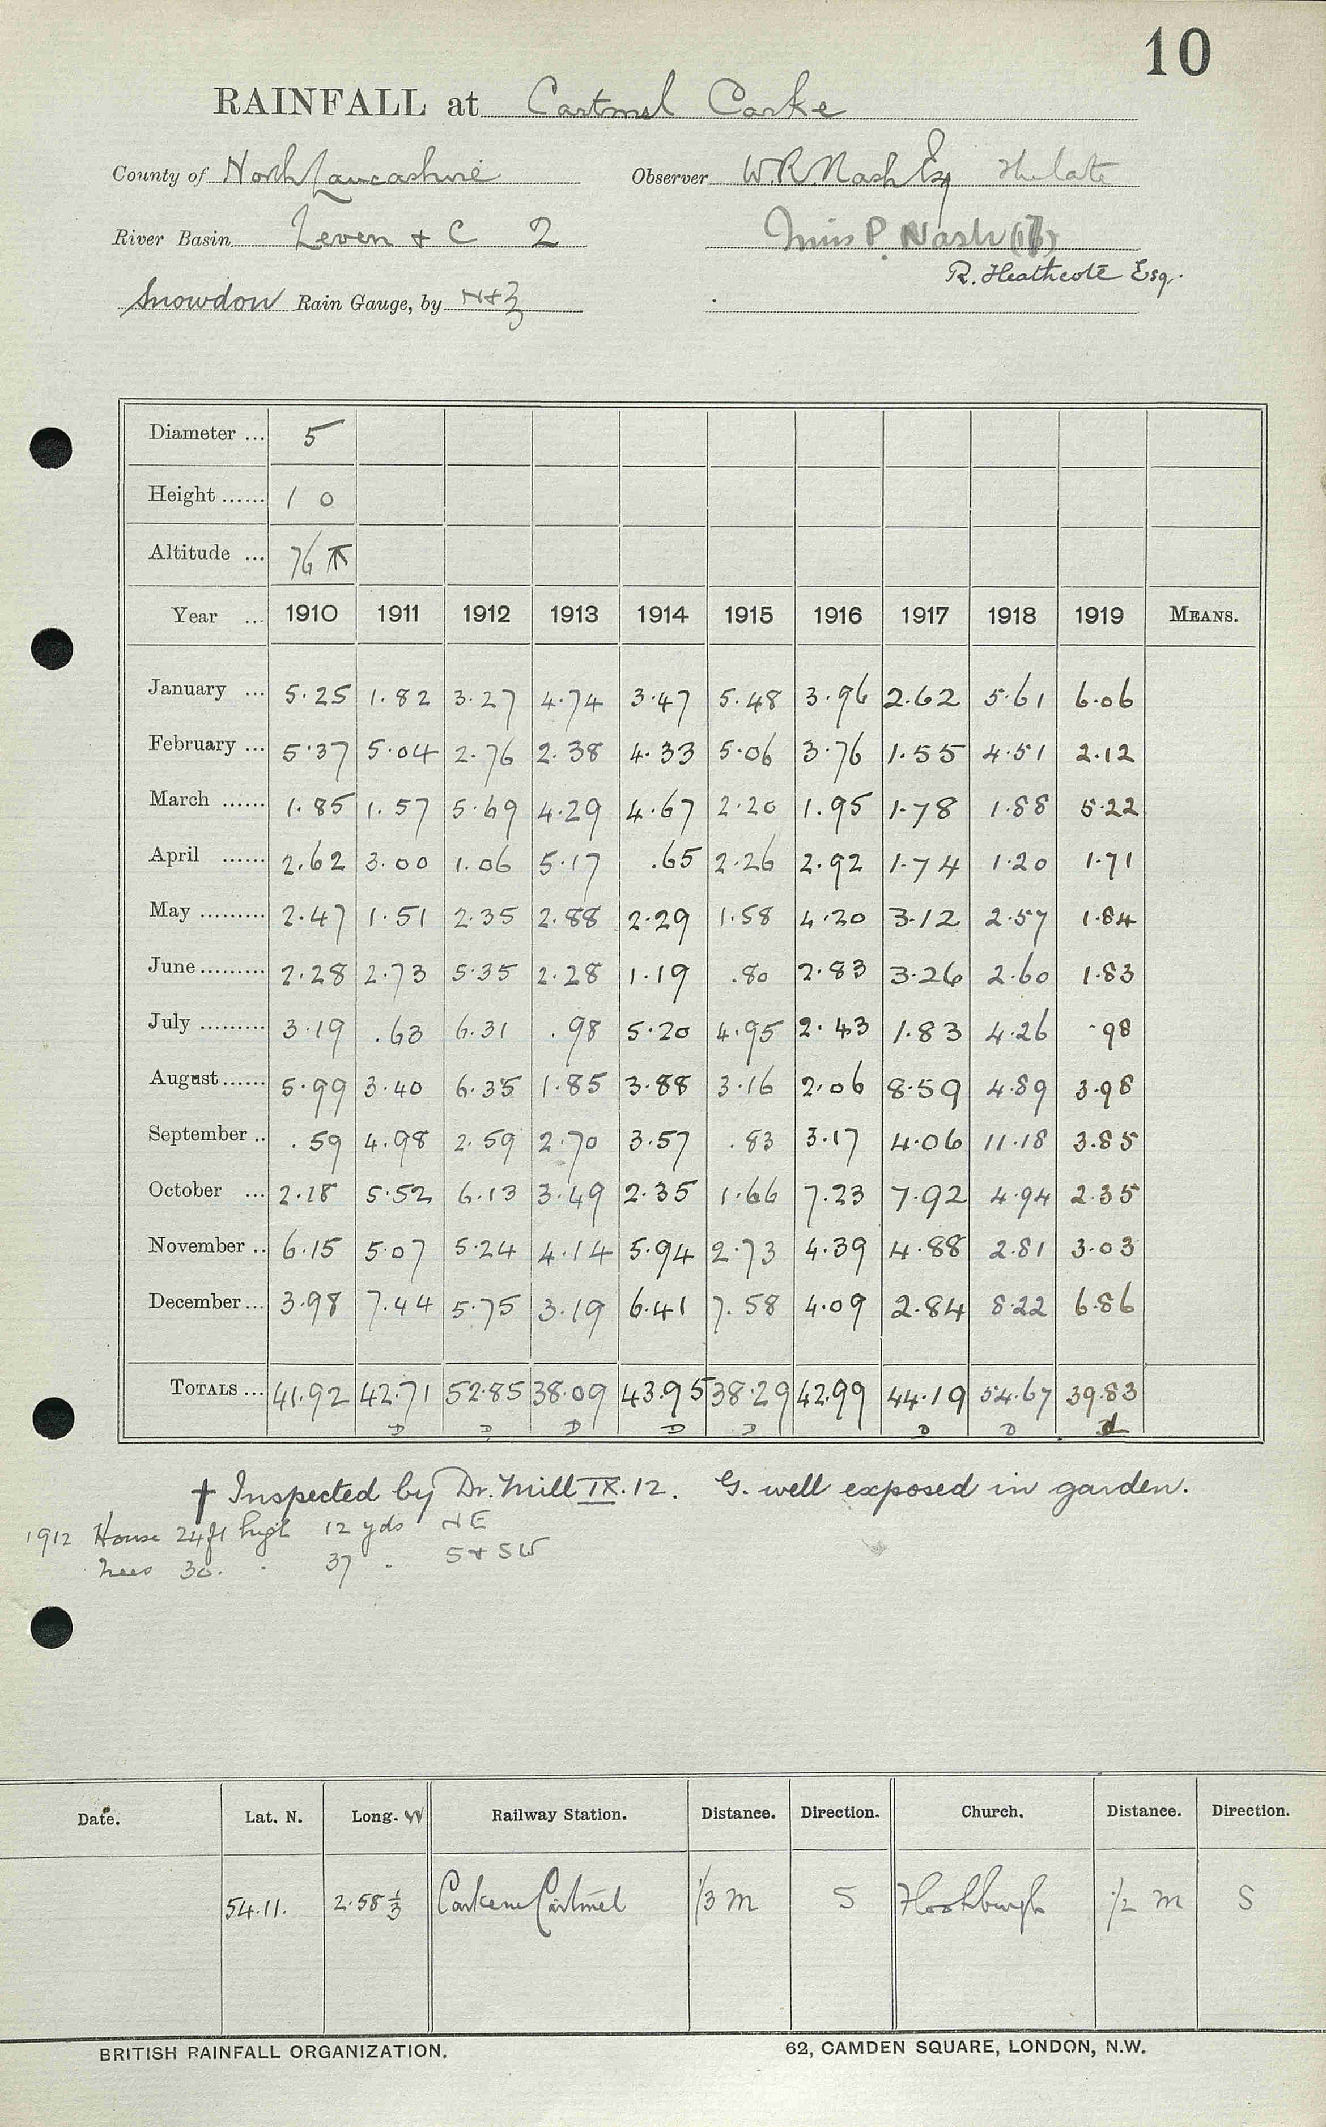 10
RAINFALL at Cartmel Carke
County of North Lancashire Observer W.R. Nash Esq The late
River Basin Leven & C 2 Miss P. Nash
R. Heathcote Esq.
Snowdon Rain Gauge, by N+Z
Diameter ... 5
Height ...... 1 0
Altitude ... 76
Year ... 1910 1911 1912 1913 1914 1915 1916 1917 1918 1919 MEANS.
January ... 5.25 1.82 3.27 4.74 3.47 5.48 3.96 2.62 5.61 6.06
February ... 5.37 5.04 2.76 2.38 4.33 5.06 3.76 1.55 4.51 2.12
March ...... 1.85 1.57 5.69 4.29 4.67 2.20 1.95 1.78 1.88 5.22
April ...... 2.62 3.00 1.06 5.17 .65 2.26 2.92 1.74 1.20 1.71
May ......... 2.47 1.51 2.35 2.88 2.29 1.58 4.20 3.12 2.57 1.84
June ......... 2.28 2.73 5.35 2.28 1.19 .80 2.83 3.26 2.60 1.83
July ......... 3.19 .63 6.31 .98 5.20 4.95 2.43 1.83 4.26 .98
August ...... 5.99 3.40 6.35 1.85 3.88 3.16 2.06 8.59 4.89 3.98
September .. .59 4.98 2.59 2.70 3.57 .83 3.17 4.06 11.18 3.85
October ... 2.18 5.52 6.13 3.49 2.35 1.66 7.23 7.92 4.94 2.35
November .. 6.15 5.07 5.24 4.14 5.94 2.73 4.39 4.88 2.81 3.03
December ... 3.98 7.44 5.75 3.19 6.41 7.58 4.09 2.84 8.22 6.86
TOTALS ... 41.92 42.71 52.85 38.09 43.95 38.29 42.99 44.19 54.67 39.83
D D D D D D D d
† Inspected by Dr. Mill IX.12. G. well exposed in garden.
1912 House 24ft high 12 yds NE
Trees 30. " 37 " S & SW
Date. Lat. N. Long. W Railway Station. Distance. Direction. Church. Distance. Direction.
54.11. 2.58⅓ Cark en Cartmel 1/3 m S Flookburgh 1/2 m S
BRITISH RAINFALL ORGANIZATION. 62, CAMDEN SQUARE, LONDON, N.W.